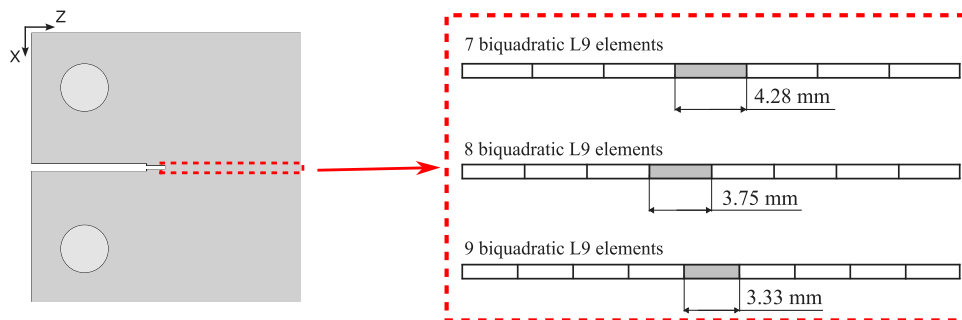 Z
X
7 biquadratic L9 elements
4.28 mm
8 biquadratic L9 elements
3.75 mm
9 biquadratic L9 elements
3.33 mm